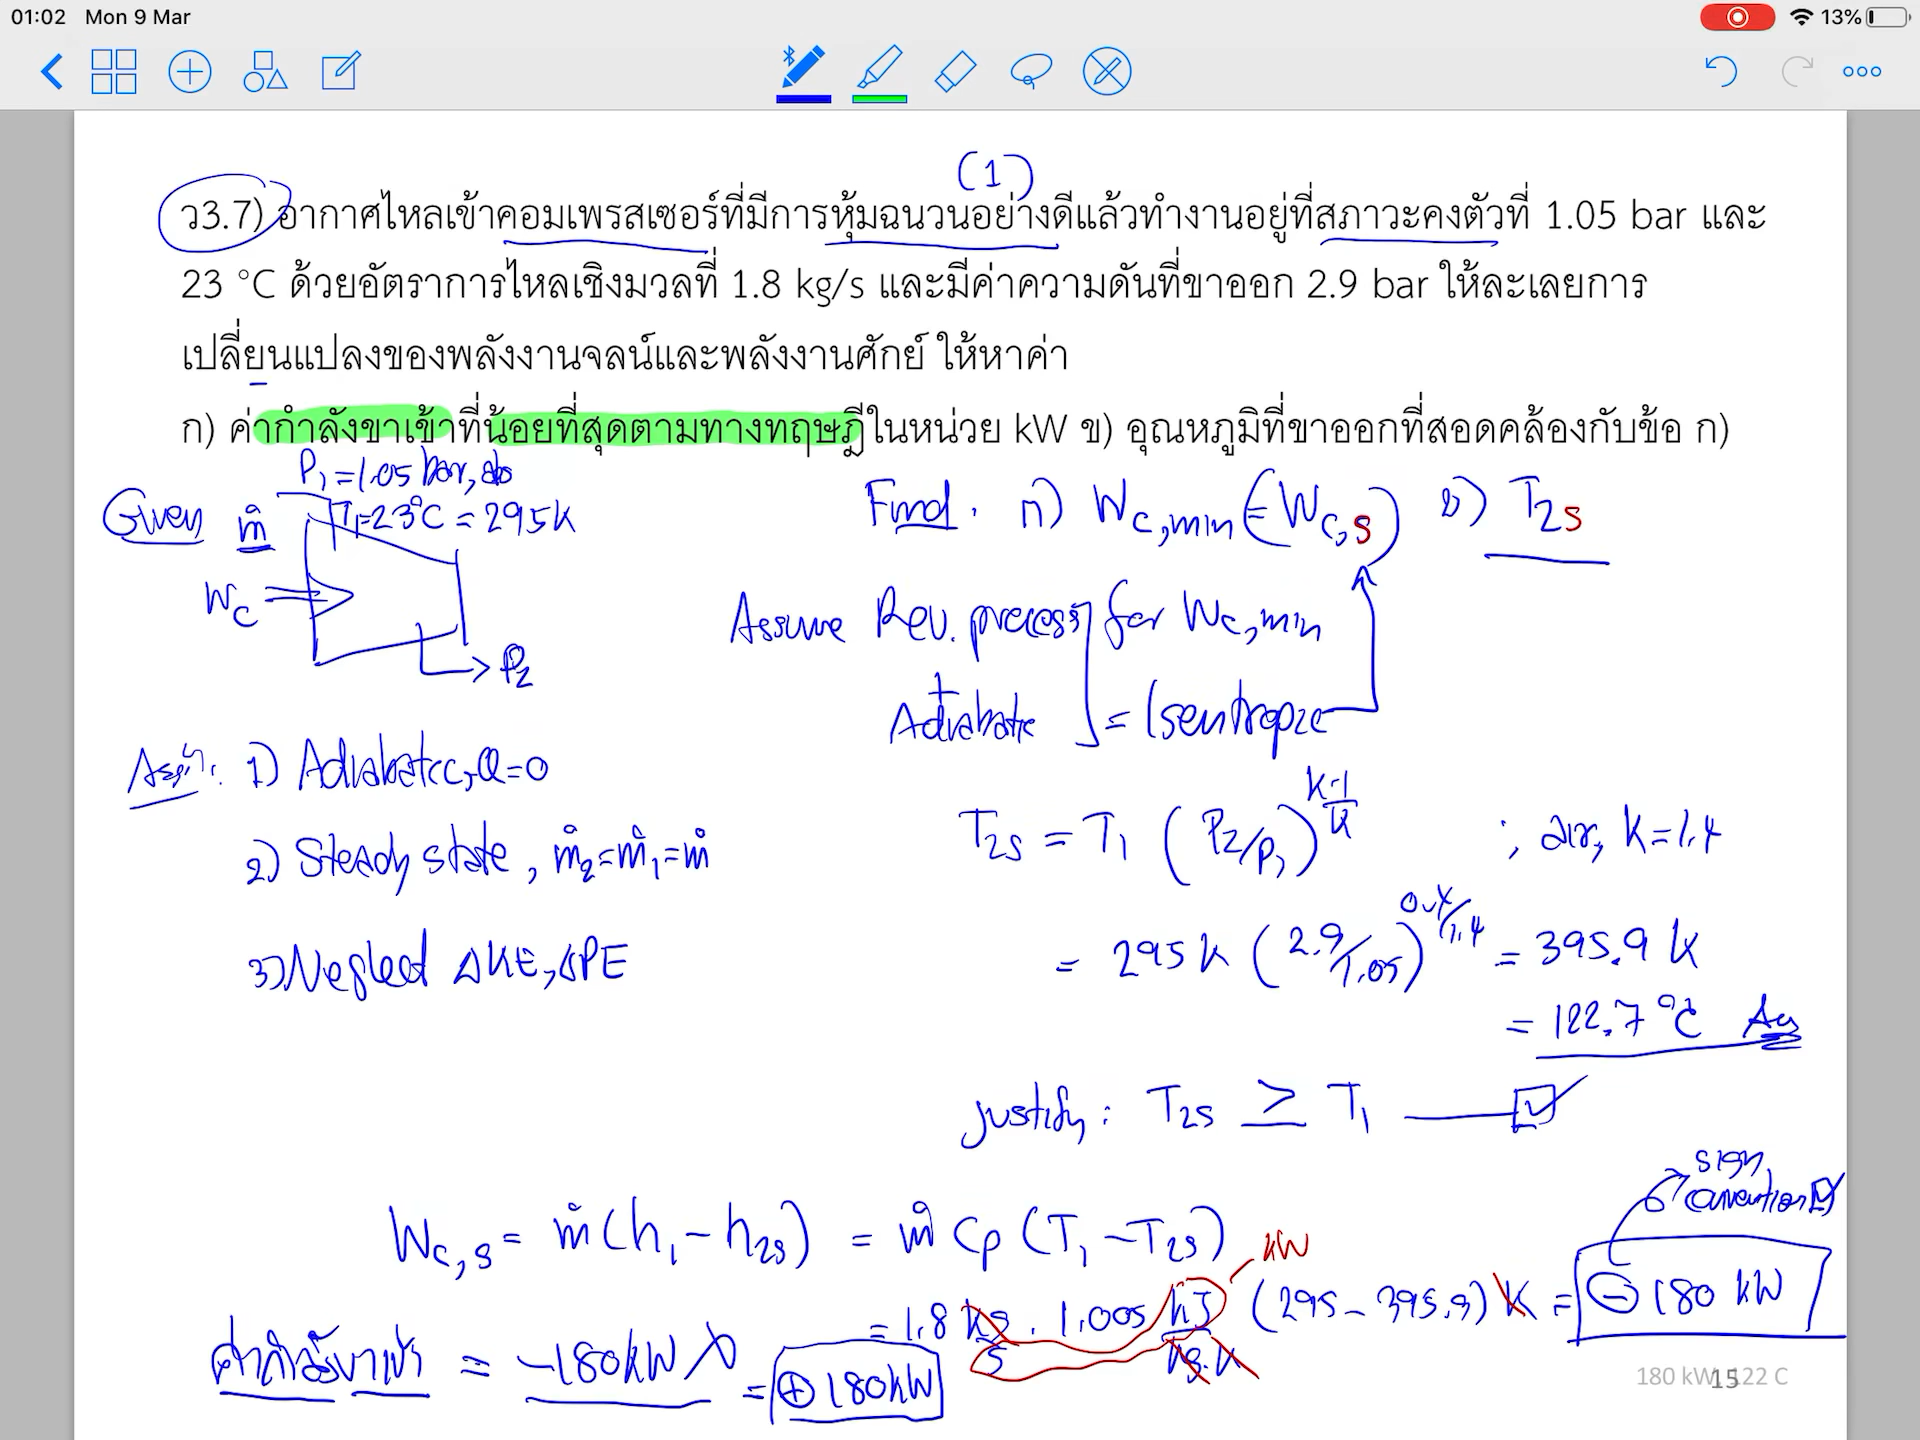 01:02 Mon 9 Mar 13%
(1)
ว3.7) อากาศไหลเข้าคอมเพรสเซอร์ที่มีการหุ้มฉนวนอย่างดีแล้วทำงานอยู่ที่สภาวะคงตัวที่ 1.05 bar และ
23 °C ด้วยอัตราการไหลเชิงมวลที่ 1.8 kg/s และมีค่าความดันที่ขาออก 2.9 bar ให้ละเลยการ
เปลี่ยนแปลงของพลังงานจลน์และพลังงานศักย์ ให้หาค่า
ก) ค่ากำลังขาเข้าที่น้อยที่สุดตามทางทฤษฎีในหน่วย kW ข) อุณหภูมิที่ขาออกที่สอดคล้องกับข้อ ก)
P₁ = 1.05 bar, abs
Given ṁ T₁ = 23°C = 295K
Find. ก) Wc,min (= Wc,s) ข) T2s
Wc
P2
Assume Rev. process for Wc,min
+
Adiabatic = Isentropic
Assp'n: 1) Adiabatic, Q=0
2) Steady state, ṁ₂=ṁ₁=ṁ
3) Neglect ΔKE, ΔPE
T2s = T₁ (P2/P₁)^(K-1/K) ; air, K=1.4
= 295 K (2.9/1.05)^(0.4/1.4) = 395.9 K
= 122.7 °C Ans
Justify: T2s ≥ T₁
sign convention
Wc,s = ṁ(h₁ - h2s) = ṁ Cp (T₁ - T2s)
kW
= 1.8 kg/s . 1.005 kJ/kg.K (295 - 395.9) K = - 180 kW
ค่ากำลังขาเข้า = -180kW X = + 180kW
180 kW, 122 C
15